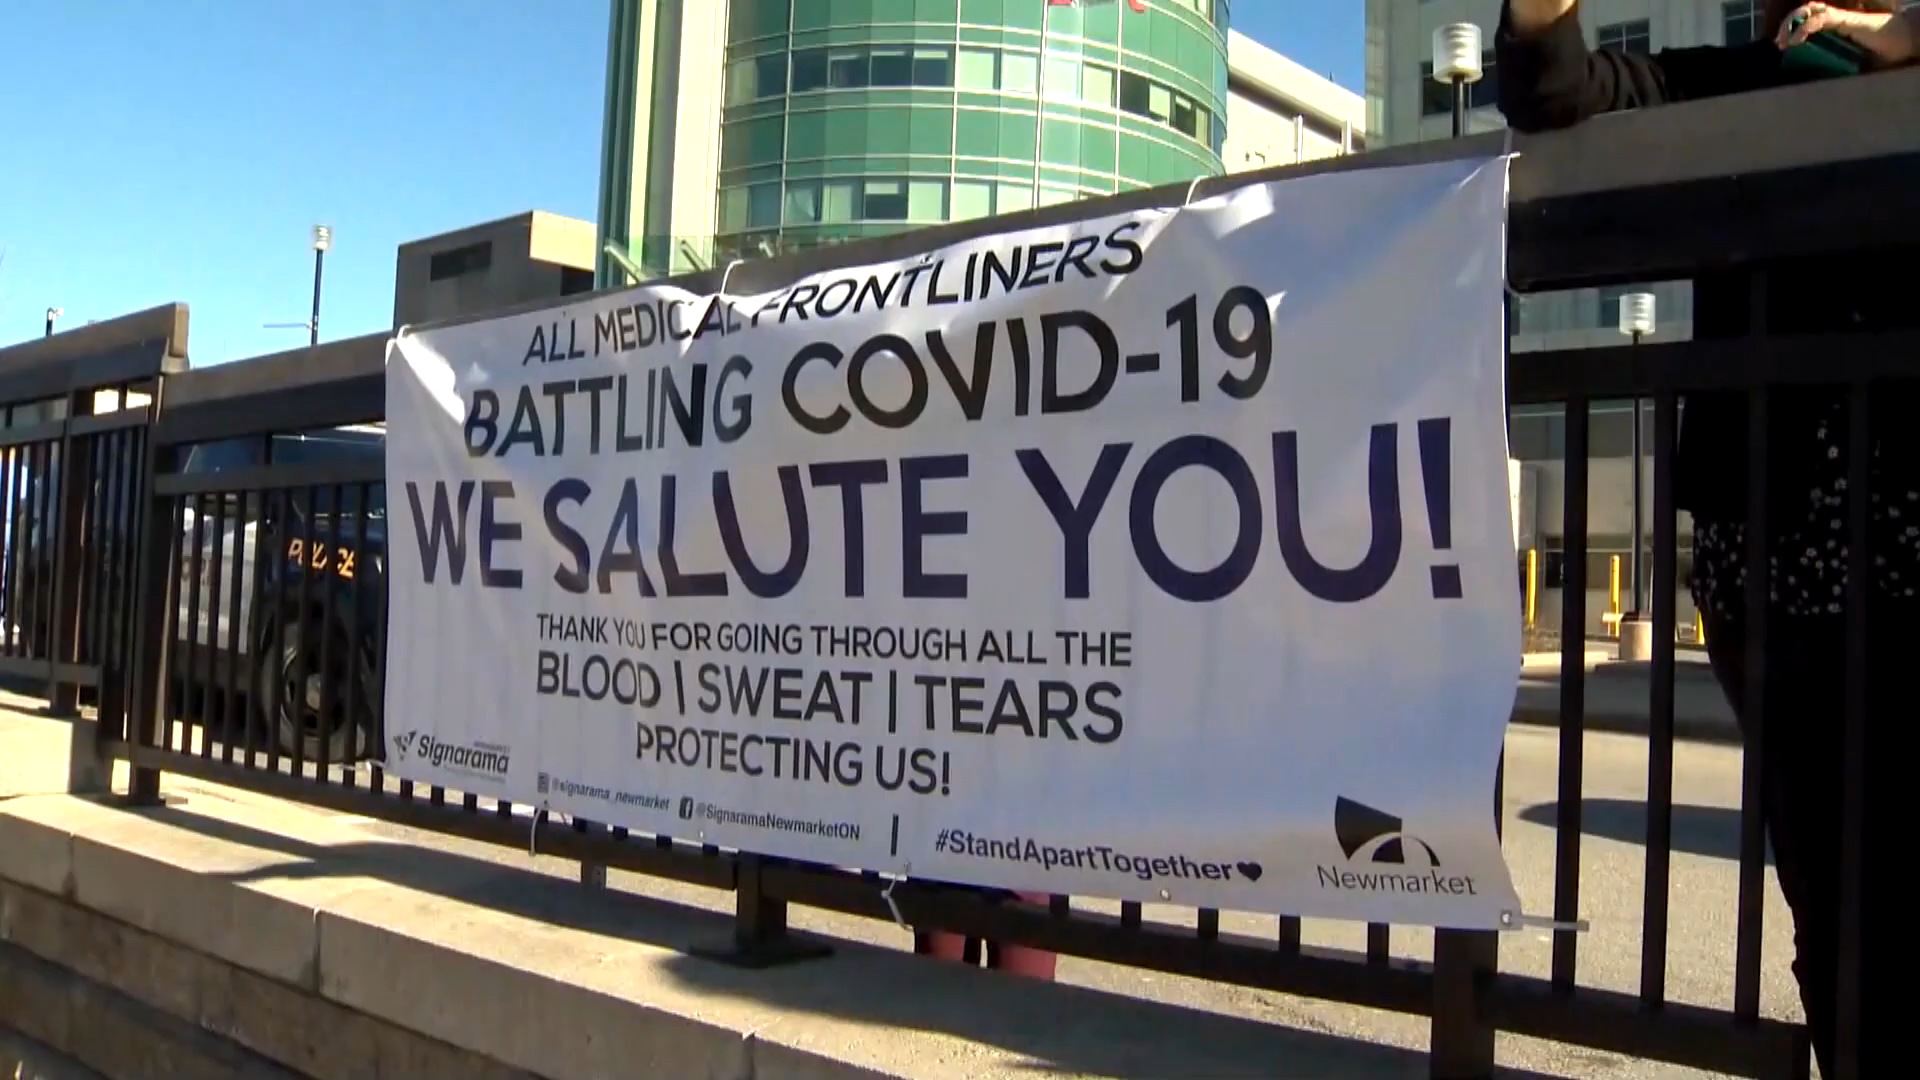 ALL MEDICAL FRONTLINERS
BATTLING COVID-19
WE SALUTE YOU!
THANK YOU FOR GOING THROUGH ALL THE
BLOOD | SWEAT | TEARS
PROTECTING US!
Signarama
@signarama_newmarket @SignaramaNewmarketON | #StandApartTogether
Newmarket
POLICE